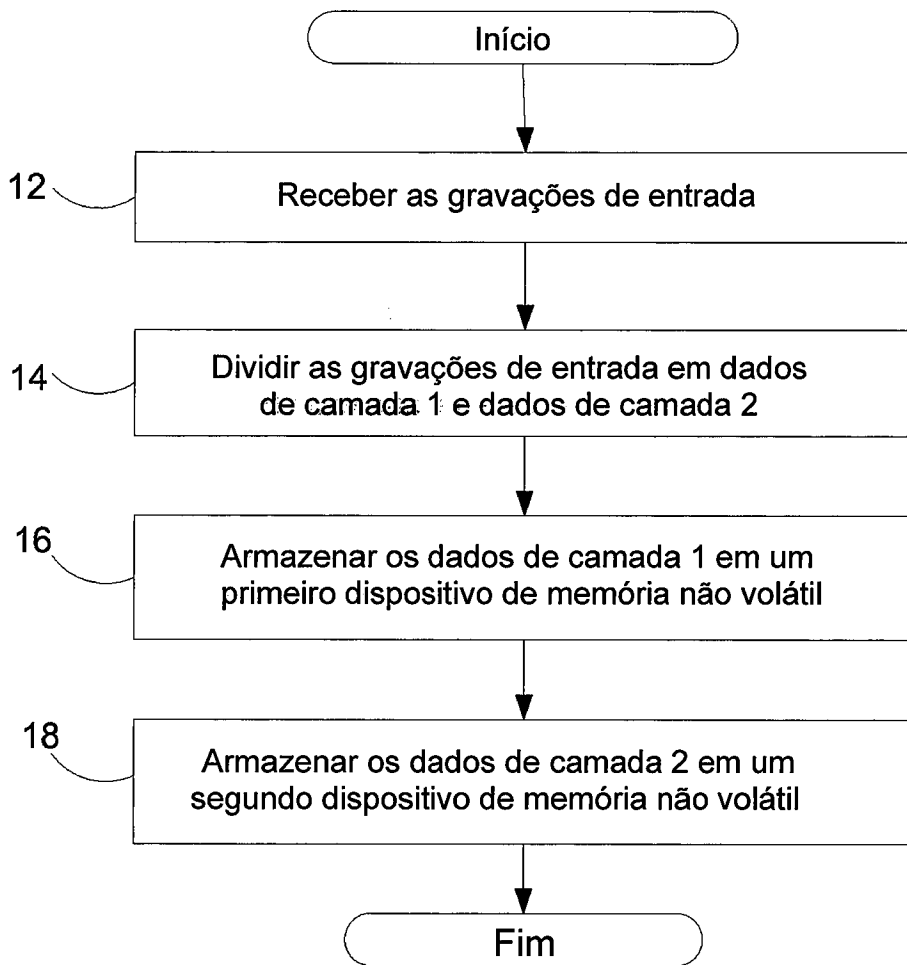 Início
12
Receber as gravações de entrada
14
Dividir as gravações de entrada em dados
de camada 1 e dados de camada 2
16
Armazenar os dados de camada 1 em um
primeiro dispositivo de memória não volátil
18
Armazenar os dados de camada 2 em um
segundo dispositivo de memória não volátil
Fim